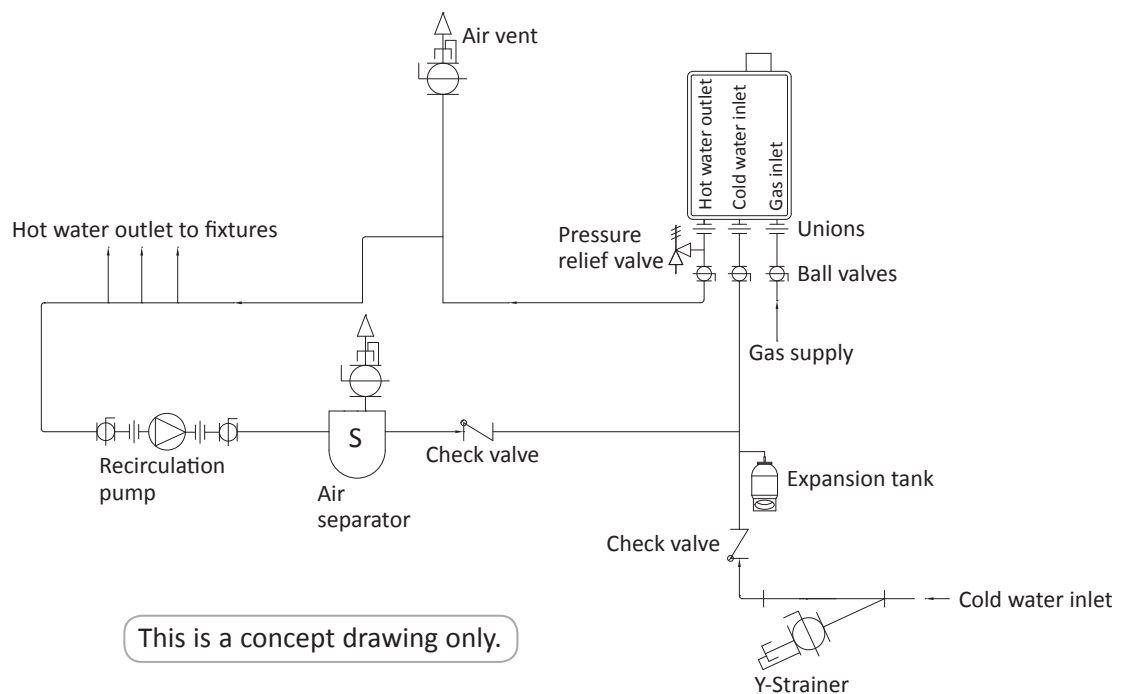 Air vent
Hot water outlet
Cold water inlet
Gas inlet
Hot water outlet to fixtures
Pressure
relief valve
Unions
Ball valves
Gas supply
S
Recirculation
pump
Air
separator
Check valve
Expansion tank
Check valve
Cold water inlet
Y-Strainer
This is a concept drawing only.